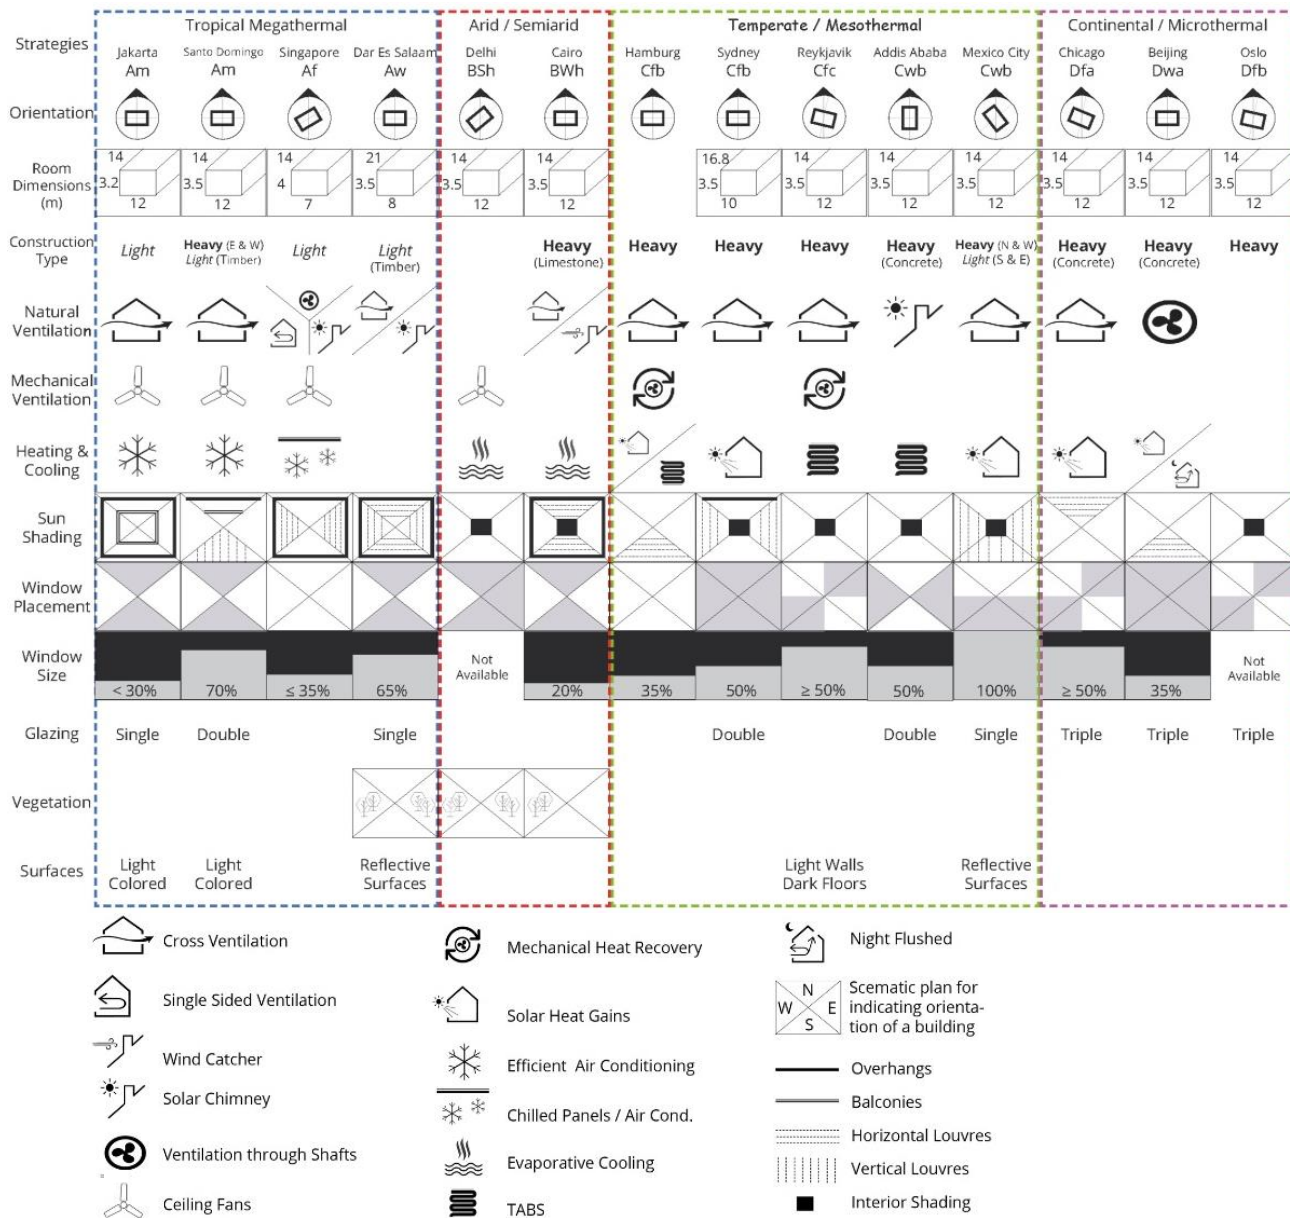 Tropical Megathermal
Arid / Semiarid
Temperate / Mesothermal
Continental / Microthermal
Strategies
Jakarta Santo Domingo Singapore Dar Es Salaam Delhi Cairo Hamburg Sydney Reykjavik Addis Ababa Mexico City Chicago Beijing Oslo
Am Am Af Aw BSh BWh Cfb Cfb Cfc Cwb Cwb Dfa Dwa Dfb
Orientation
Room
Dimensions
(m)
14 14 14 21 14 14 16.8 14 14 14 14 14 14
3.2 3.5 4 3.5 3.5 3.5 3.5 3.5 3.5 3.5 3.5 3.5 3.5
12 12 7 8 12 12 10 12 12 12 12 12 12
Construction
Type
Light
Heavy (E & W)
Light (Timber)
Light
Light
(Timber)
Heavy
(Limestone)
Heavy
Heavy
Heavy
Heavy
(Concrete)
Heavy (N & W)
Light (S & E)
Heavy
(Concrete)
Heavy
(Concrete)
Heavy
Natural
Ventilation
Mechanical
Ventilation
Heating &
Cooling
Sun
Shading
Window
Placement
Window
Size
< 30% 70% ≤ 35% 65%
Not
Available
20% 35% 50% ≥ 50% 50% 100% ≥ 50% 35%
Not
Available
Glazing
Single Double Single Double Double Single Triple Triple Triple
Vegetation
Surfaces
Light
Colored
Light
Colored
Reflective
Surfaces
Light Walls
Dark Floors
Reflective
Surfaces
Cross Ventilation
Single Sided Ventilation
Wind Catcher
Solar Chimney
Ventilation through Shafts
Ceiling Fans
Mechanical Heat Recovery
Solar Heat Gains
Efficient Air Conditioning
Chilled Panels / Air Cond.
Evaporative Cooling
TABS
Night Flushed
N
W E
S
Scematic plan for
indicating orienta-
tion of a building
Overhangs
Balconies
Horizontal Louvres
Vertical Louvres
Interior Shading